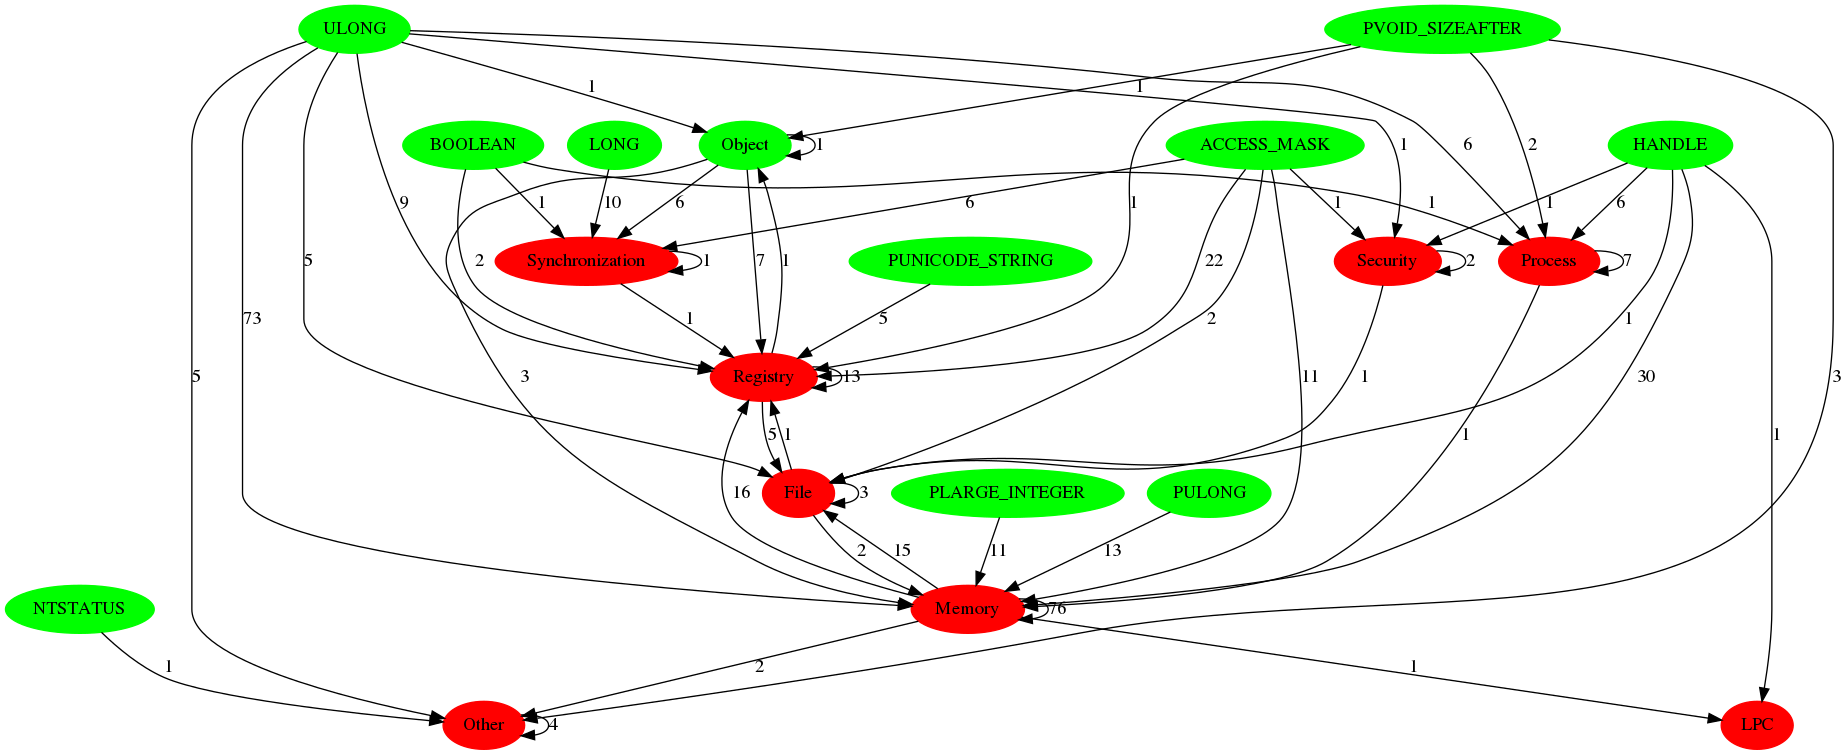 ULONG
PVOID_SIZEAFTER
1
1
BOOLEAN
LONG
Object
1
ACCESS_MASK
1
6
2
HANDLE
9
1
10
6
6
1
1
1
1
6
5
2
Synchronization
1
7
1
PUNICODE_STRING
22
Security
2
Process
7
73
1
5
2
1
5
3
Registry
13
1
11
30
3
5
1
1
1
16
File
3
PLARGE_INTEGER
PULONG
2
15
11
13
NTSTATUS
Memory
76
1
2
1
Other
4
LPC